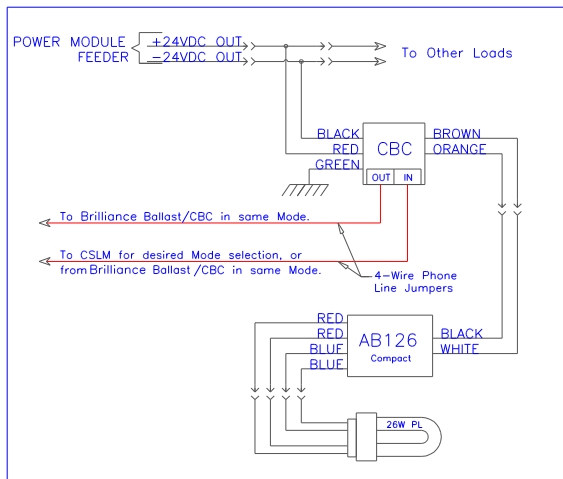 POWER MODULE
FEEDER
+24VDC OUT
-24VDC OUT
To Other Loads
BLACK
RED
GREEN
CBC
OUT
IN
BROWN
ORANGE
To Brilliance Ballast/CBC in same Mode.
To CSLM for desired Mode selection, or
from Brilliance Ballast/CBC in same Mode.
4-Wire Phone
Line Jumpers
RED
RED
BLUE
BLUE
AB126
Compact
BLACK
WHITE
26W PL